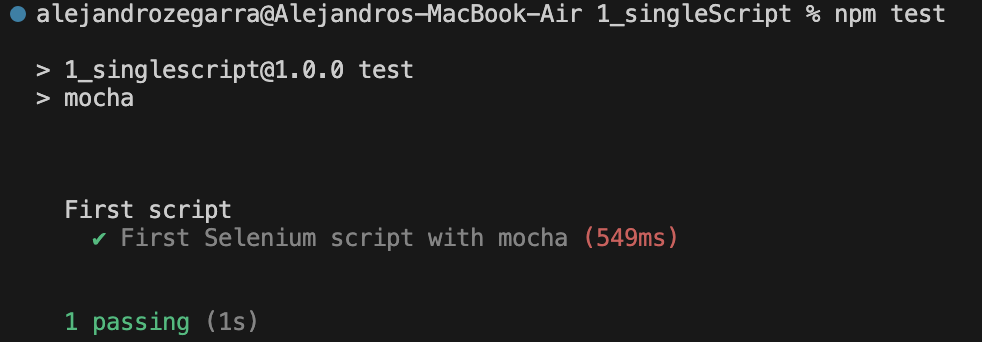 alejandrozegarra@Alejandros-MacBook-Air 1_singleScript % npm test
> 1_singlescript@1.0.0 test
> mocha
First script
✔ First Selenium script with mocha (549ms)
1 passing (1s)